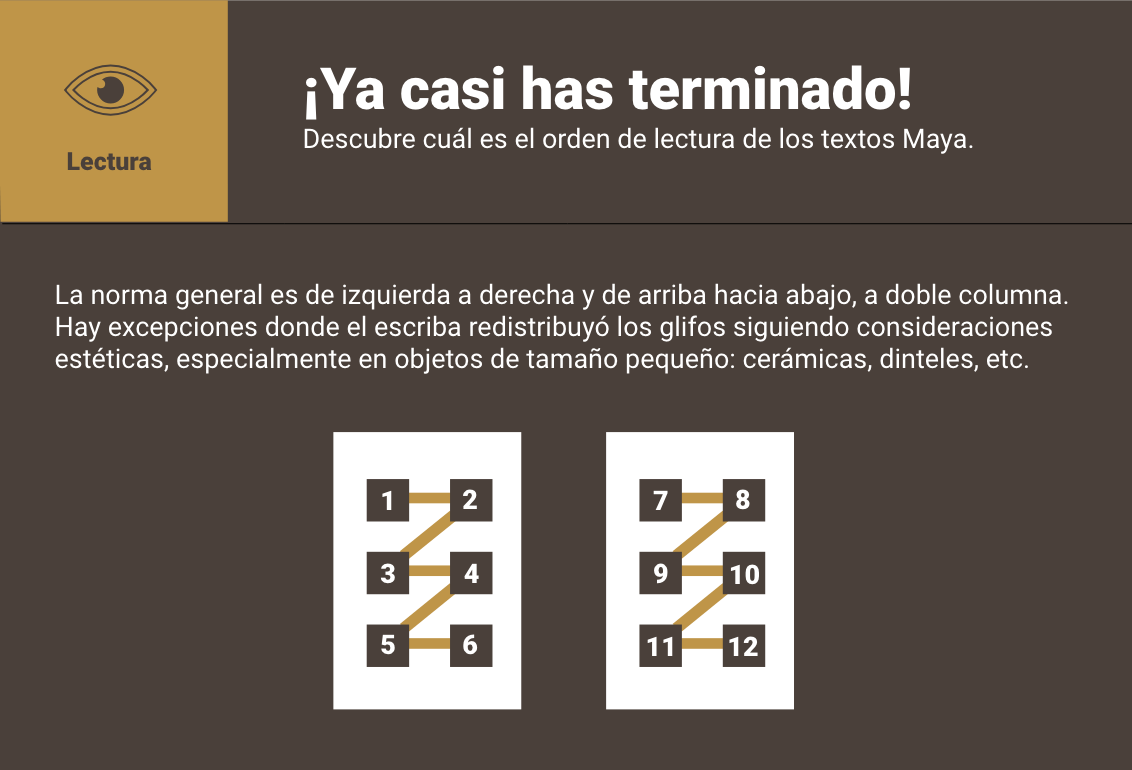 Lectura
¡Ya casi has terminado!
Descubre cuál es el orden de lectura de los textos Maya.
La norma general es de izquierda a derecha y de arriba hacia abajo, a doble columna.
Hay excepciones donde el escriba redistribuyó los glifos siguiendo consideraciones
estéticas, especialmente en objetos de tamaño pequeño: cerámicas, dinteles, etc.
1 2
3 4
5 6
7 8
9 10
11 12